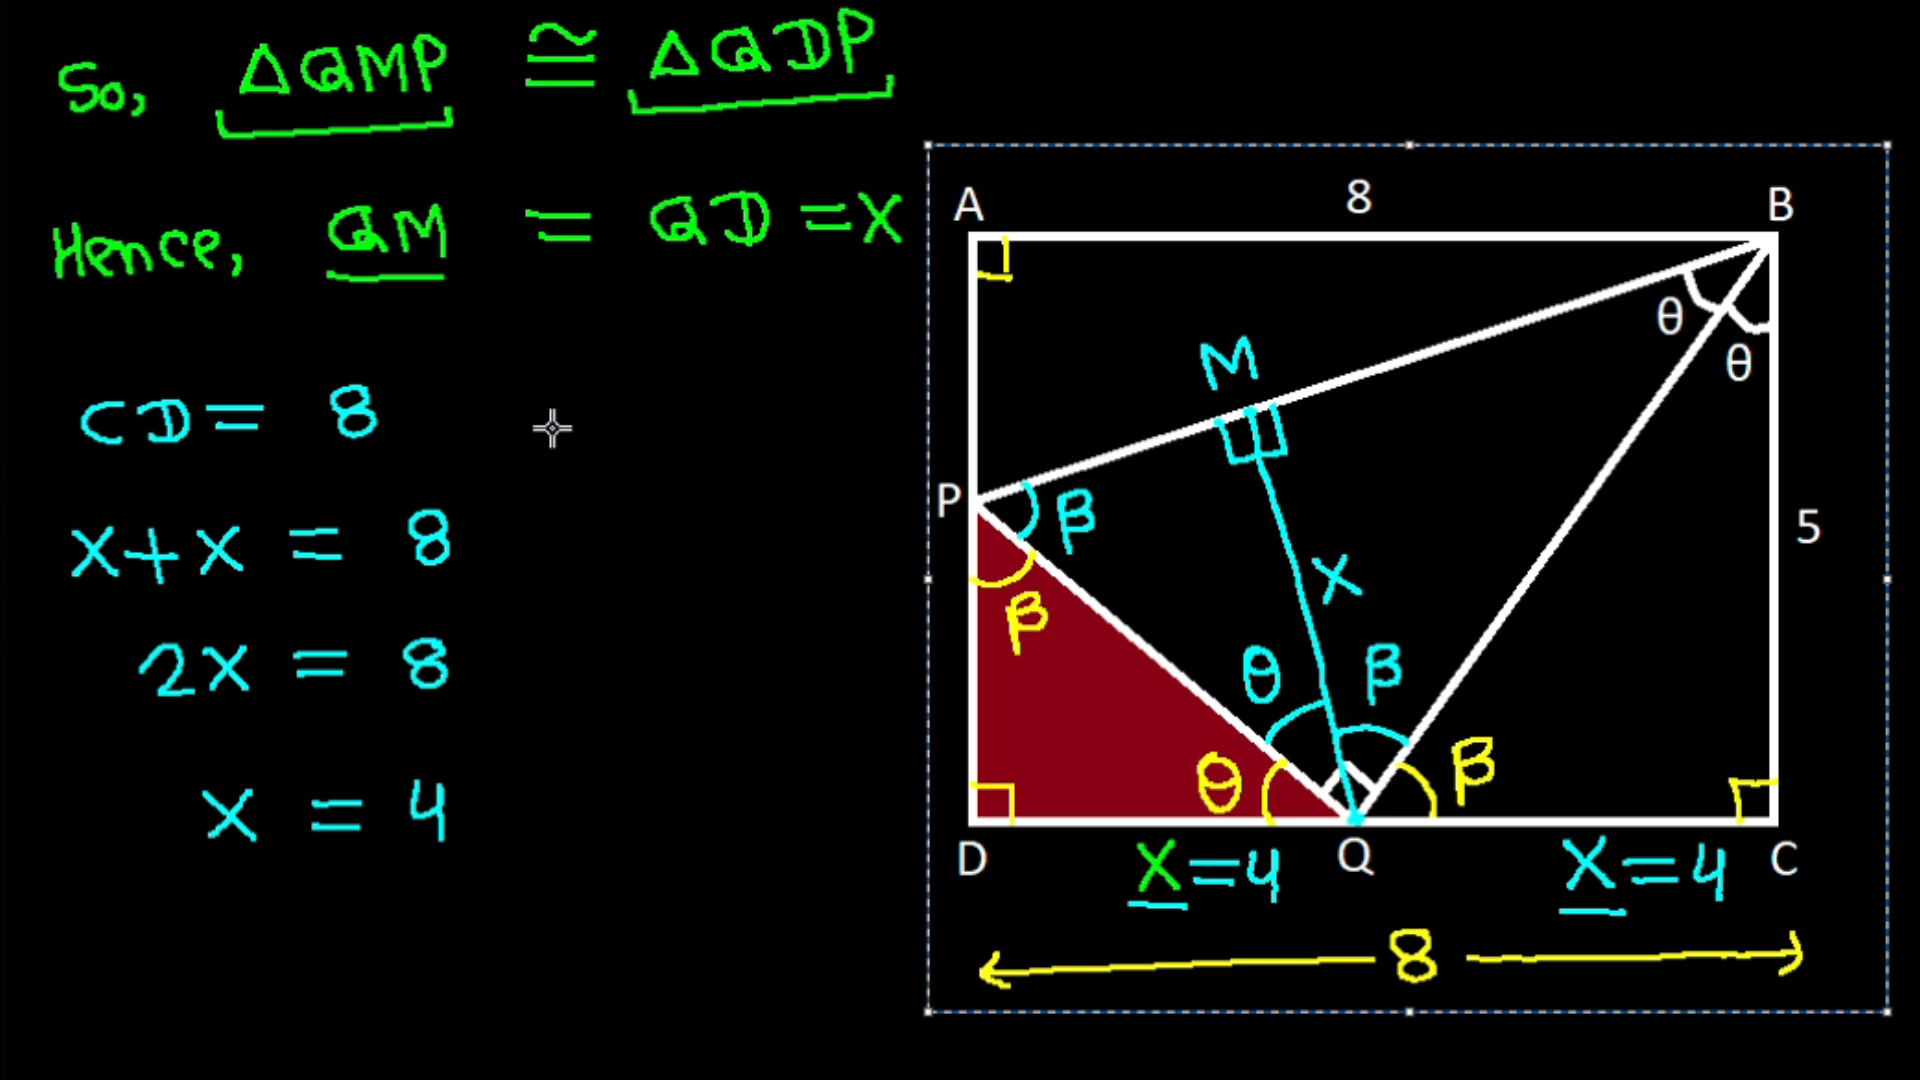 So, ΔQMP ≅ ΔQDP
Hence, QM = QD = x
CD = 8
x + x = 8
2x = 8
x = 4
A 8 B
θ
θ
M
P β 5
x
β
θ β
θ β
D x = 4 Q x = 4 C
8